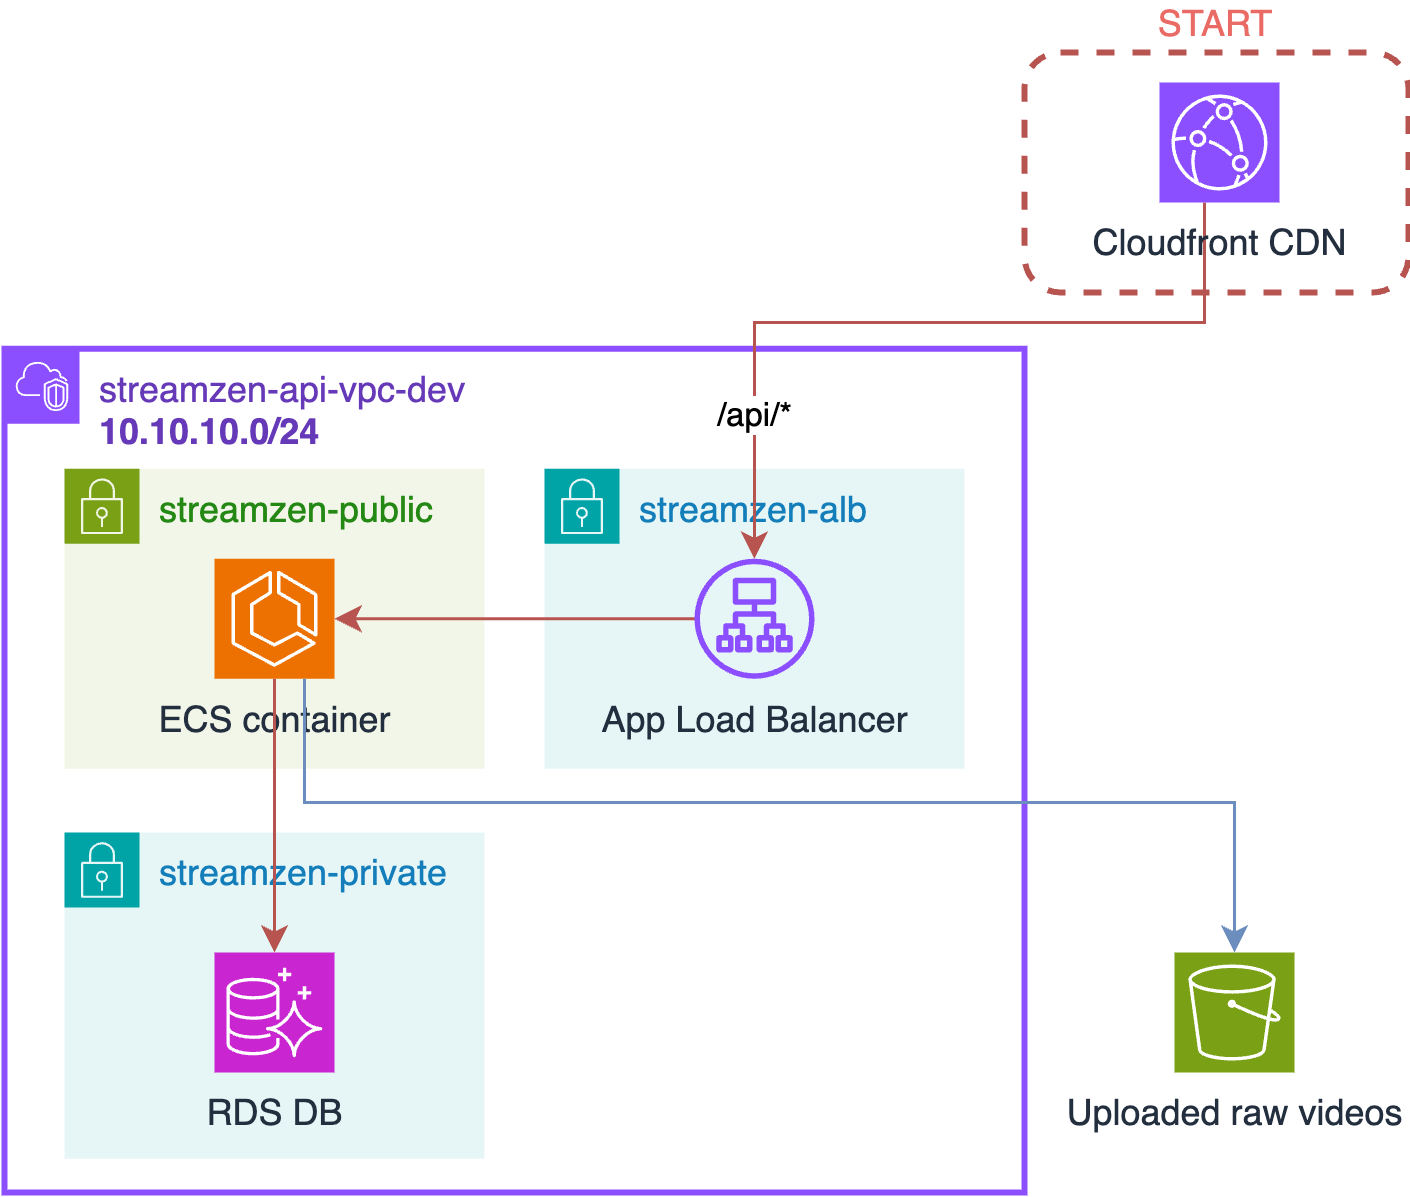 START
Cloudfront CDN
streamzen-api-vpc-dev
10.10.10.0/24
/api/*
streamzen-public
streamzen-alb
ECS container
App Load Balancer
streamzen-private
RDS DB
Uploaded raw videos